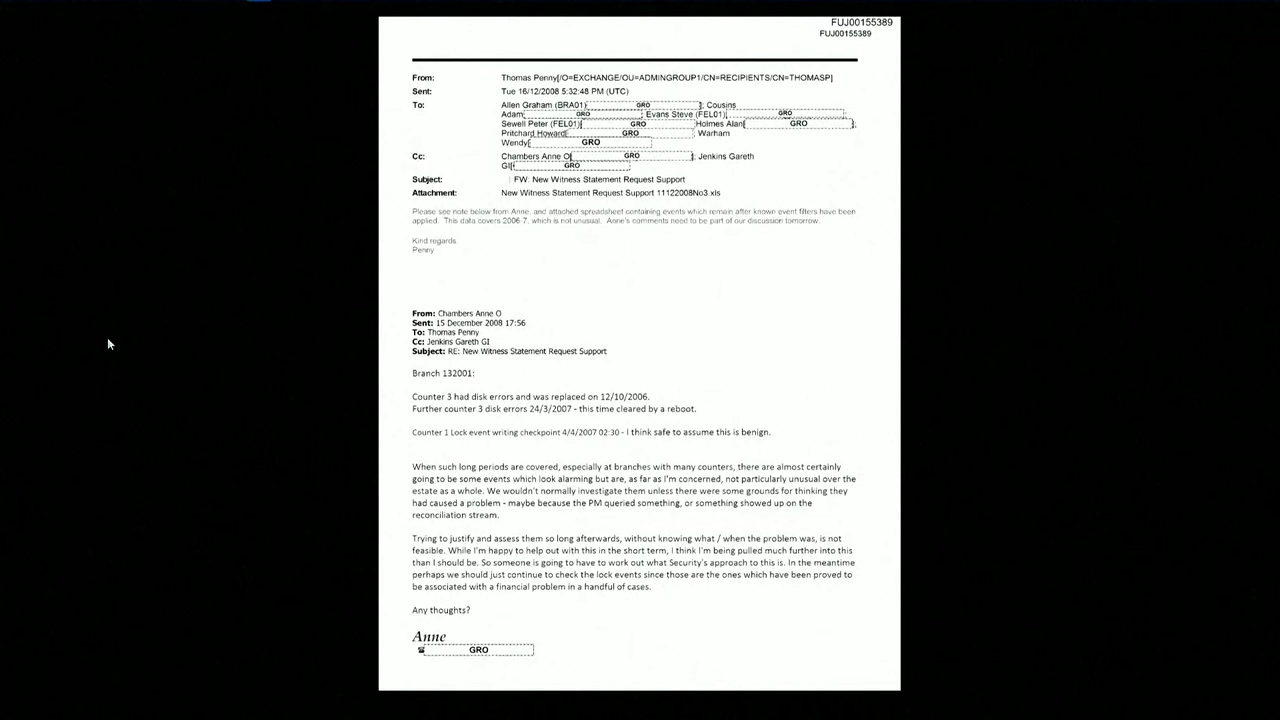 FUJ00155389
FUJ00155389
From: Thomas Penny[/O=EXCHANGE/OU=ADMINGROUP1/CN=RECIPIENTS/CN=THOMASP]
Sent: Tue 16/12/2008 5:32:48 PM (UTC)
To: Allen Graham (BRA01)[ GRO ]; Cousins
Adam[ GRO ; Evans Steve (FEL01)[ GRO ;
Sewell Peter (FEL01)[ GRO Holmes Alan[ GRO ];
Pritchard Howard[ GRO ; Warham
Wendy[ GRO
Cc: Chambers Anne O[ GRO ]; Jenkins Gareth
GI[ GRO
Subject: FW: New Witness Statement Request Support
Attachment: New Witness Statement Request Support 11122008No3.xls
Please see note below from Anne, and attached spreadsheet containing events which remain after known event filters have been
applied. This data covers 2006-7, which is not unusual. Anne's comments need to be part of our discussion tomorrow.
Kind regards
Penny
From: Chambers Anne O
Sent: 15 December 2008 17:56
To: Thomas Penny
Cc: Jenkins Gareth GI
Subject: RE: New Witness Statement Request Support
Branch 132001:
Counter 3 had disk errors and was replaced on 12/10/2006.
Further counter 3 disk errors 24/3/2007 - this time cleared by a reboot.
Counter 1 Lock event writing checkpoint 4/4/2007 02:30 - I think safe to assume this is benign.
When such long periods are covered, especially at branches with many counters, there are almost certainly
going to be some events which look alarming but are, as far as I'm concerned, not particularly unusual over the
estate as a whole. We wouldn't normally investigate them unless there were some grounds for thinking they
had caused a problem - maybe because the PM queried something, or something showed up on the
reconciliation stream.
Trying to justify and assess them so long afterwards, without knowing what / when the problem was, is not
feasible. While I'm happy to help out with this in the short term, I think I'm being pulled much further into this
than I should be. So someone is going to have to work out what Security's approach to this is. In the meantime
perhaps we should just continue to check the lock events since those are the ones which have been proved to
be associated with a financial problem in a handful of cases.
Any thoughts?
Anne
☎ GRO